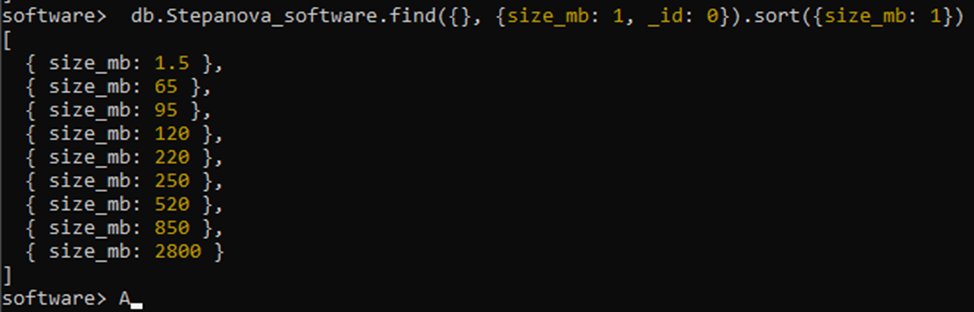 software>  db.Stepanova_software.find({}, {size_mb: 1, _id: 0}).sort({size_mb: 1})
[
  { size_mb: 1.5 },
  { size_mb: 65 },
  { size_mb: 95 },
  { size_mb: 120 },
  { size_mb: 220 },
  { size_mb: 250 },
  { size_mb: 520 },
  { size_mb: 850 },
  { size_mb: 2800 }
]
software> A